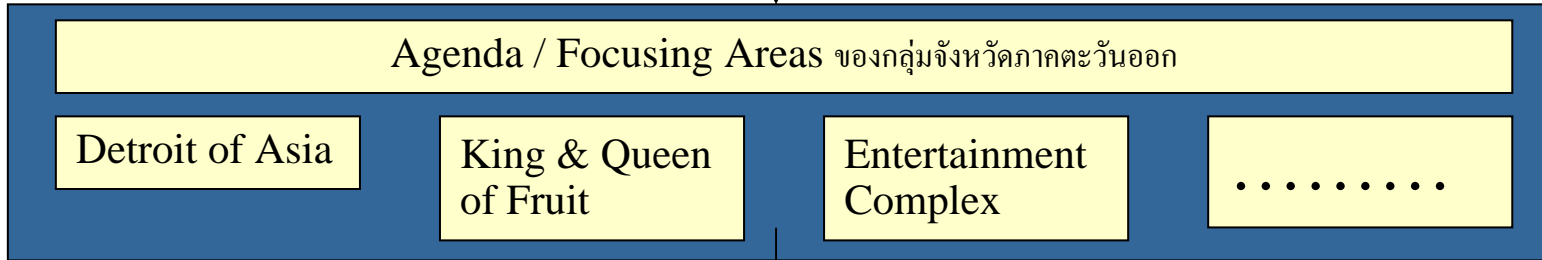 Agenda / Focusing Areas ของกลุ่มจังหวัดภาคตะวันออก
Detroit of Asia
King & Queen
of Fruit
Entertainment
Complex
.........